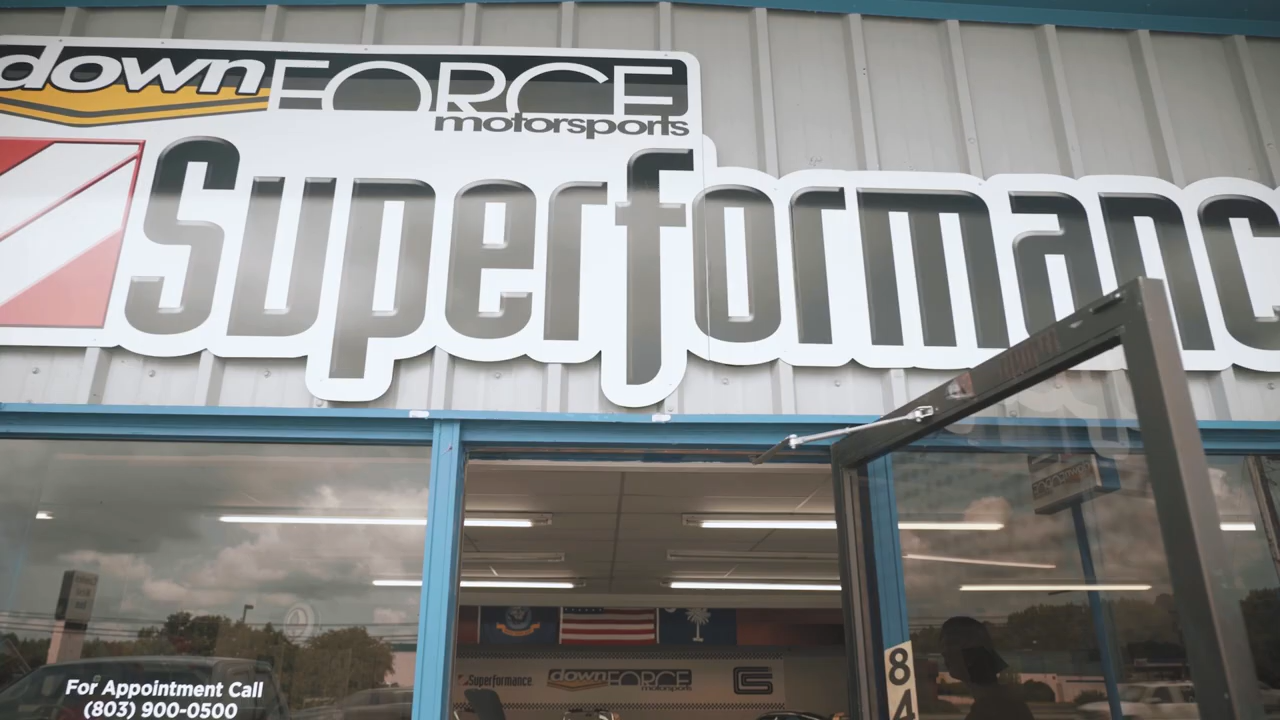 downFORCE
motorsports
Superformanc
For Appointment Call
(803) 900-0500
Superformance
downFORCE
motorsports
84